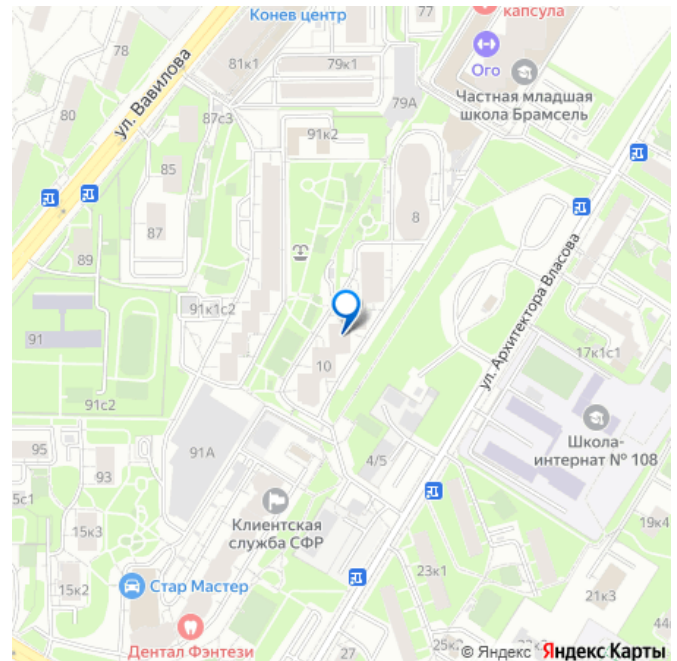 Конев центр
77
капсула
78
81к1
79к1
Ого
ул. Вавилова
79А
Частная младшая
школа Брамсель
80
87с3
91к2
85
8
87
89
ул. Архитектора Власова
91к1с2
91
10
17к1с1
91с2
Школа-
интернат № 108
95
91А
4/5
93
5с1
Клиентская
служба СФР
15к3
19к4
23к1
15к2
Стар Мастер
21к3
44
Дентал Фэнтези
27
25к2
© Яндекс Яндекс Карты